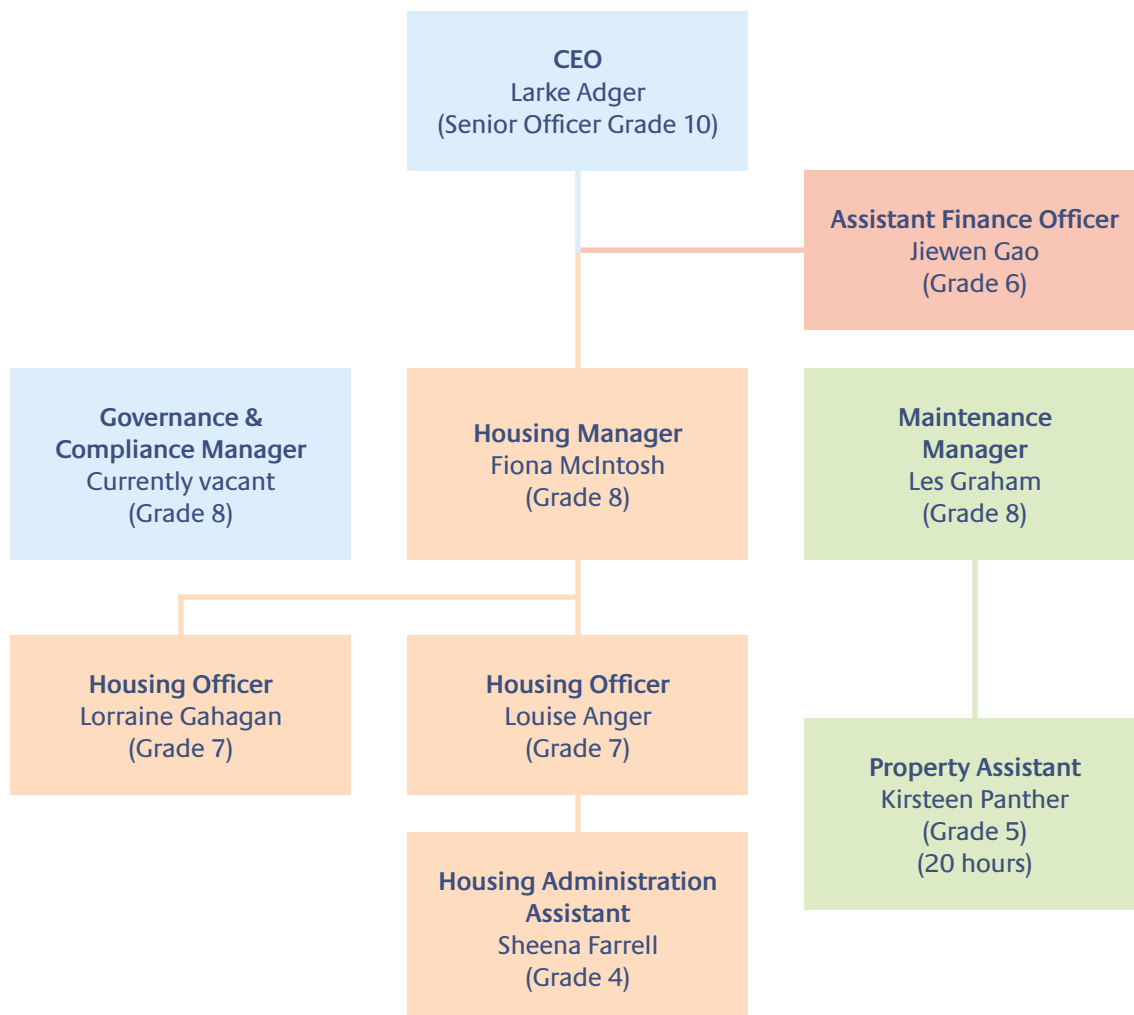 CEO
Larke Adger
(Senior Officer Grade 10)
Assistant Finance Officer
Jiewen Gao
(Grade 6)
Governance &
Compliance Manager
Currently vacant
(Grade 8)
Housing Manager
Fiona McIntosh
(Grade 8)
Maintenance
Manager
Les Graham
(Grade 8)
Housing Officer
Lorraine Gahagan
(Grade 7)
Housing Officer
Louise Anger
(Grade 7)
Property Assistant
Kirsteen Panther
(Grade 5)
(20 hours)
Housing Administration
Assistant
Sheena Farrell
(Grade 4)